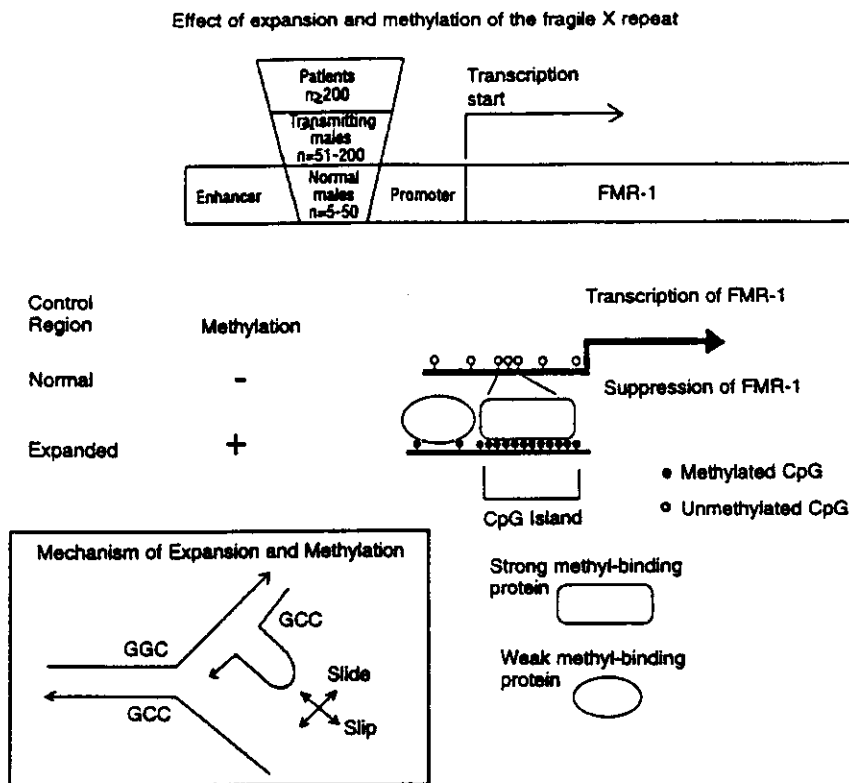 Effect of expansion and methylation of the fragile X repeat
Patients
n≥200
Transmitting
males
n=51-200
Normal
males
n=5-50
Transcription
start
Enhancer
Promoter
FMR-1
Control
Region
Methylation
Transcription of FMR-1
Normal
-
Suppression of FMR-1
Expanded
+
Methylated CpG
Unmethylated CpG
CpG Island
Mechanism of Expansion and Methylation
GGC
GCC
GCC
Slide
Slip
Strong methyl-binding
protein
Weak methyl-binding
protein